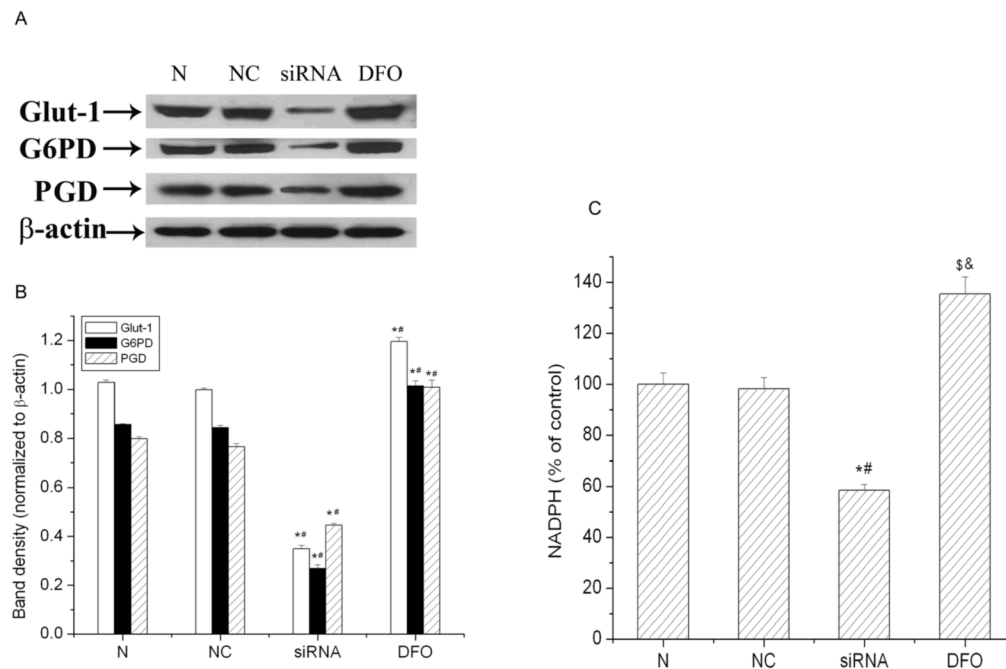 A
N NC siRNA DFO
Glut-1
G6PD
PGD
β-actin
B
Glut-1
G6PD
PGD
Band density (normalized to β-actin)
1.2
1.0
0.8
0.6
0.4
0.2
0.0
*#
*#
*#
*#
*#
*#
N NC siRNA DFO
C
NADPH (% of control)
140
120
100
80
60
40
20
0
*#
$&
N NC siRNA DFO